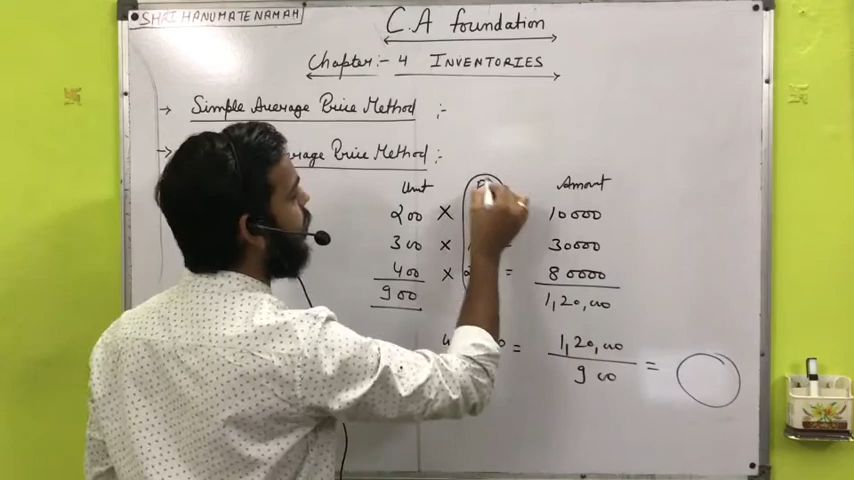 SHRI HANUMATE NAMAH
C.A foundation
Chapter:- 4 INVENTORIES
→ Simple Average Price Method :-
→ Price Method :-
Unit Amount
200 × 10000
300 × = 30000
400 × = 80000
900 1,20,000
= 1,20,000 / 900 =